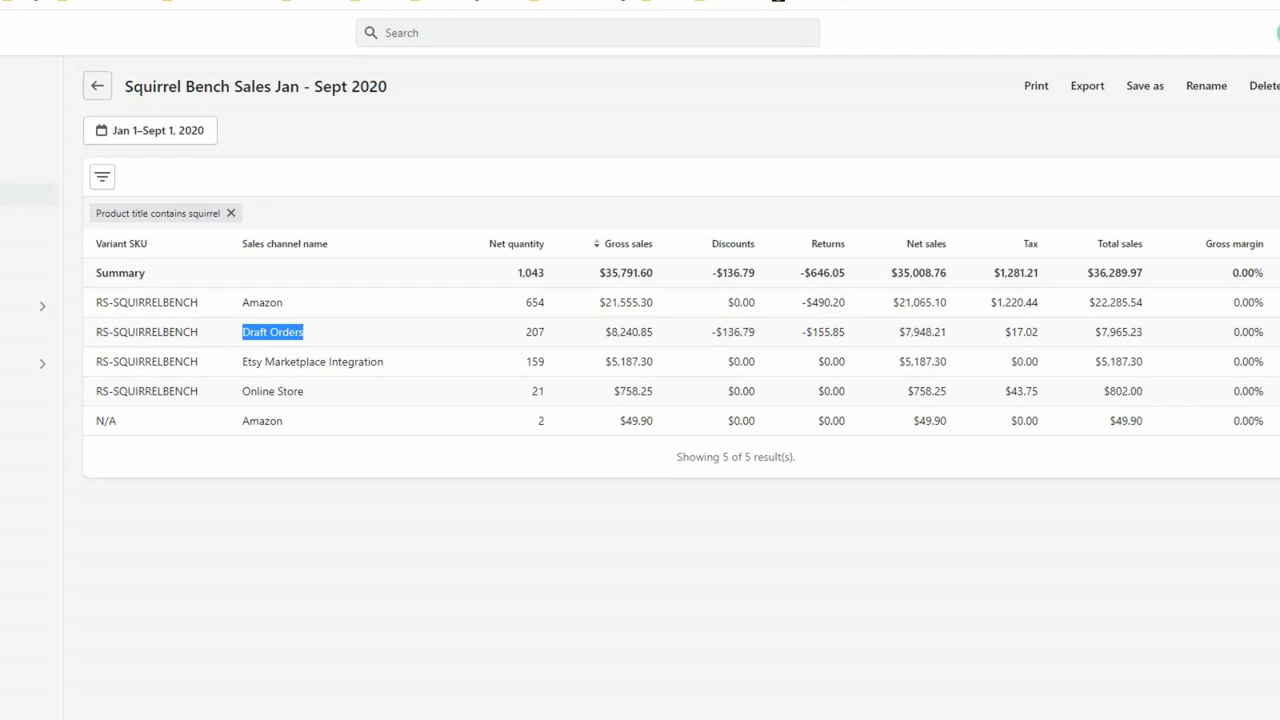 Search
Squirrel Bench Sales Jan - Sept 2020
Print Export Save as Rename Delete
Jan 1–Sept 1, 2020
Product title contains squirrel
Variant SKU Sales channel name Net quantity Gross sales Discounts Returns Net sales Tax Total sales Gross margin
Summary 1,043 $35,791.60 -$136.79 -$646.05 $35,008.76 $1,281.21 $36,289.97 0.00%
RS-SQUIRRELBENCH Amazon 654 $21,555.30 $0.00 -$490.20 $21,065.10 $1,220.44 $22,285.54 0.00%
RS-SQUIRRELBENCH Draft Orders 207 $8,240.85 -$136.79 -$155.85 $7,948.21 $17.02 $7,965.23 0.00%
RS-SQUIRRELBENCH Etsy Marketplace Integration 159 $5,187.30 $0.00 $0.00 $5,187.30 $0.00 $5,187.30 0.00%
RS-SQUIRRELBENCH Online Store 21 $758.25 $0.00 $0.00 $758.25 $43.75 $802.00 0.00%
N/A Amazon 2 $49.90 $0.00 $0.00 $49.90 $0.00 $49.90 0.00%
Showing 5 of 5 result(s).